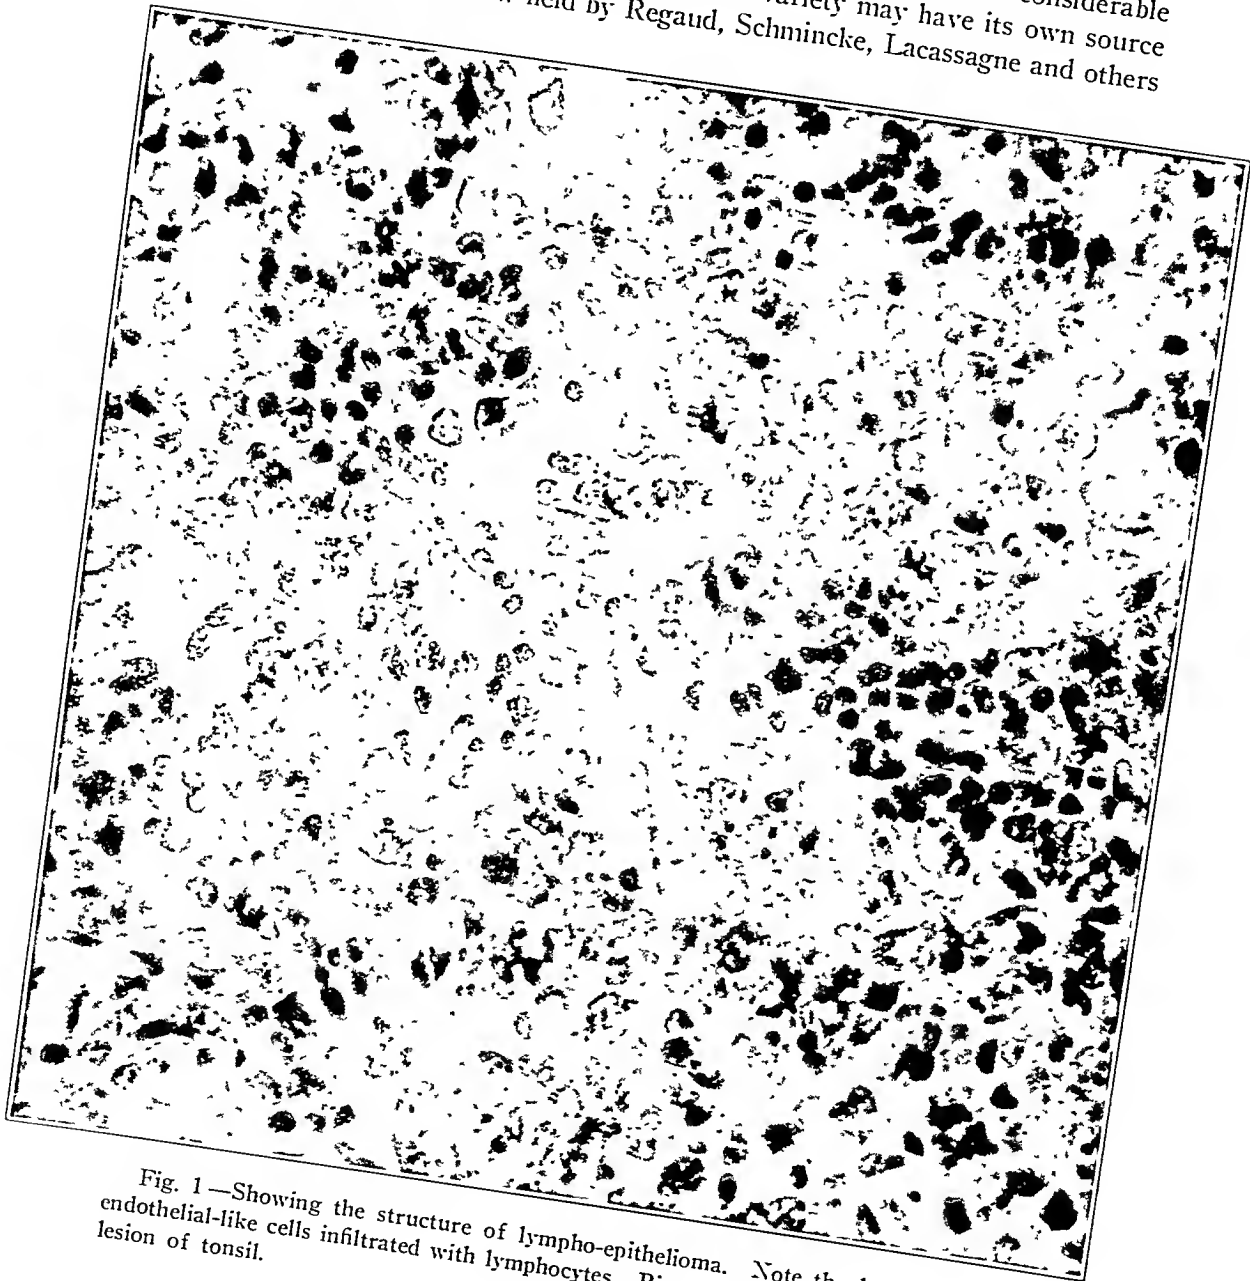 considerable
variety may have its own source
held by Regaud, Schmincke, Lacassagne and others
Fig. 1—Showing the structure of lympho-epithelioma. Note the
endothelial-like cells infiltrated with lymphocytes.
lesion of tonsil.